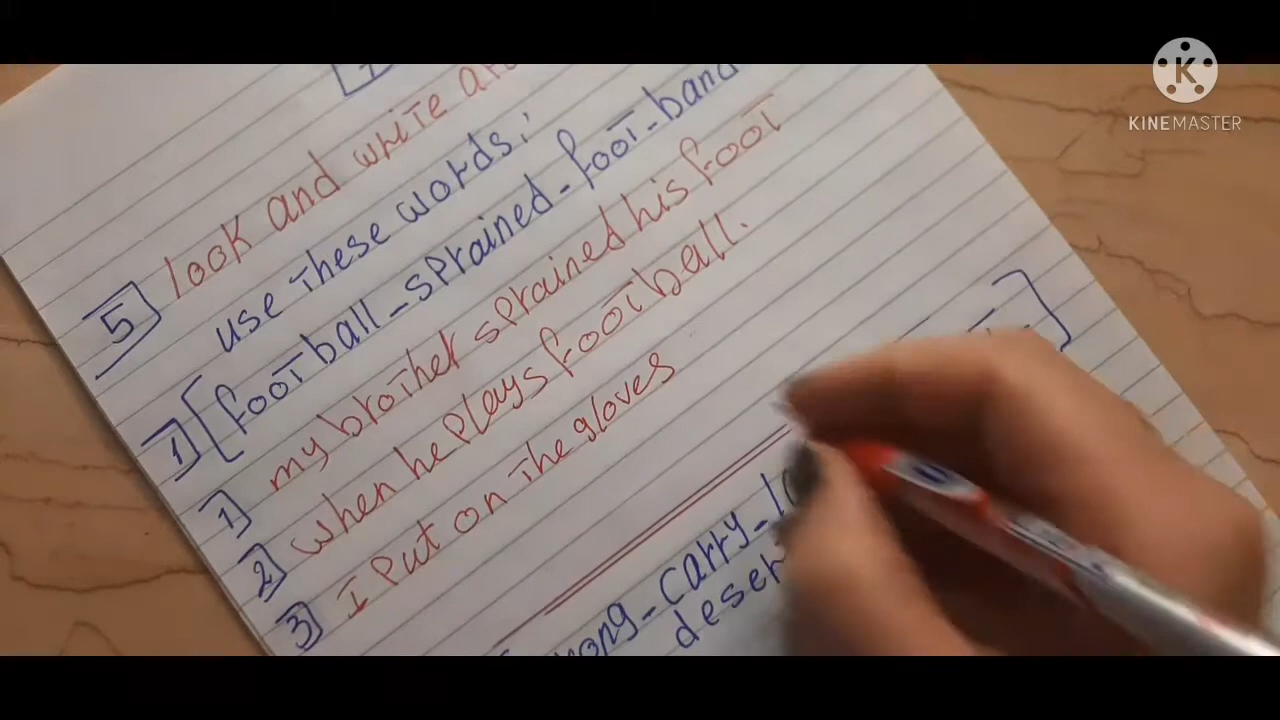 5 look and write
use these words:
1 [football - sprained - foot - band
1 my brother sprained his foot
2 when he plays football.
3 I put on the gloves
- carry -
K
KINEMASTER